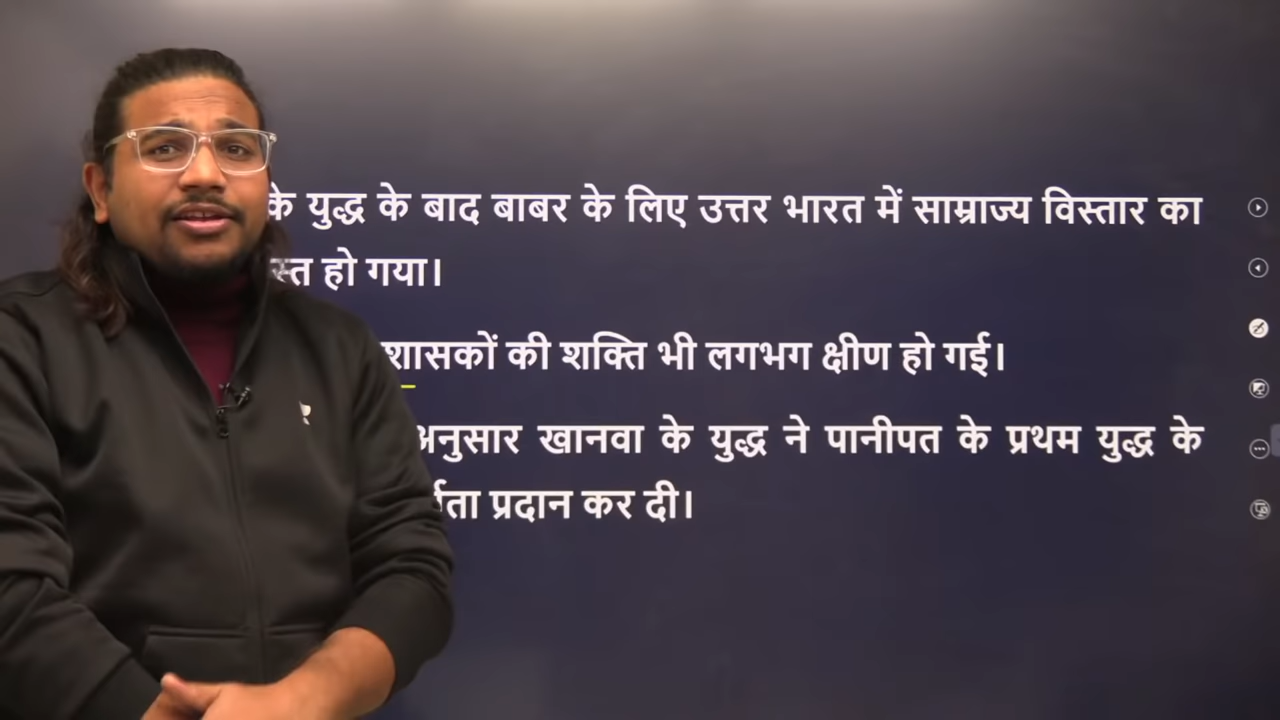 के युद्ध के बाद बाबर के लिए उत्तर भारत में साम्राज्य विस्तार का
हो गया।
शासकों की शक्ति भी लगभग क्षीण हो गई।
अनुसार खानवा के युद्ध ने पानीपत के प्रथम युद्ध के
प्रदान कर दी।